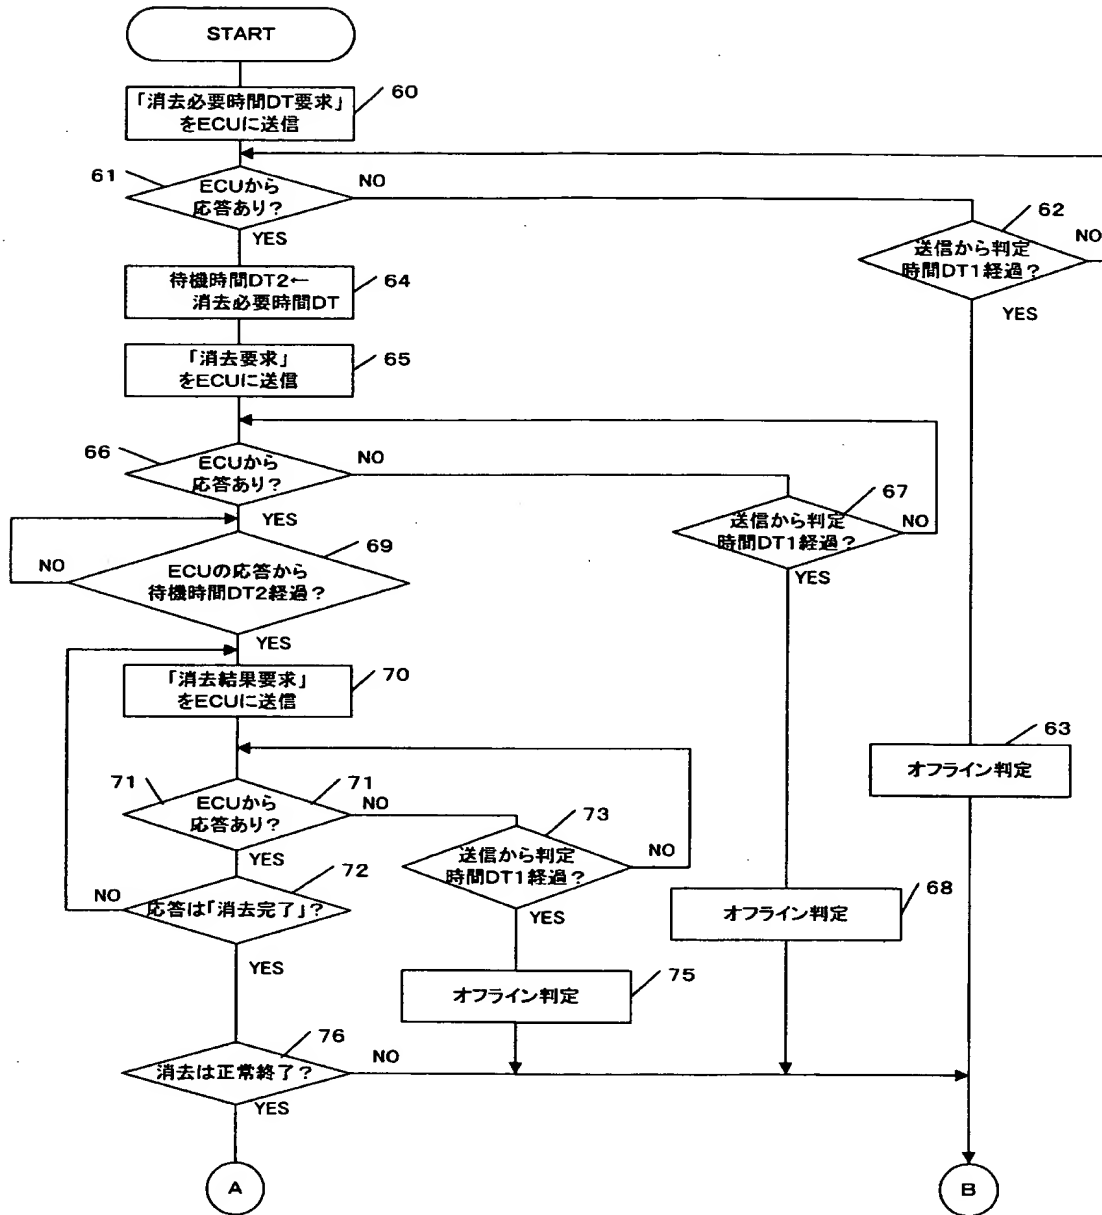 START
「消去必要時間DT要求」
をECUに送信
60
61
ECUから
応答あり?
NO
YES
62
送信から判定
時間DT1経過?
NO
YES
待機時間DT2←
消去必要時間DT
64
「消去要求」
をECUに送信
65
66
ECUから
応答あり?
NO
YES
67
送信から判定
時間DT1経過?
NO
YES
69
ECUの応答から
待機時間DT2経過?
NO
YES
「消去結果要求」
をECUに送信
70
63
オフライン判定
71
71
ECUから
応答あり?
NO
YES
73
送信から判定
時間DT1経過?
NO
YES
72
応答は「消去完了」?
NO
YES
68
オフライン判定
75
オフライン判定
76
消去は正常終了?
NO
YES
A
B